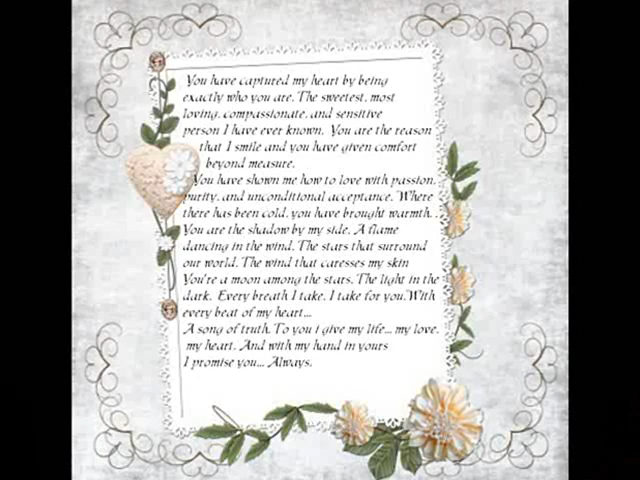 You have captured my heart by being
exactly who you are. The sweetest, most
loving, compassionate, and sensitive
person I have ever known. You are the reason
that I smile and you have given comfort
beyond measure.
You have shown me how to love with passion,
purity, and unconditional acceptance. Where
there has been cold, you have brought warmth. .
You are the shadow by my side. A flame
dancing in the wind. The stars that surround
our world. The wind that caresses my skin
You're a moon among the stars. The light in the
dark. Every breath I take, I take for you.With
every beat of my heart...
A song of truth. To you i give my life... my love,
my heart. And with my hand in yours
I promise you... Always.